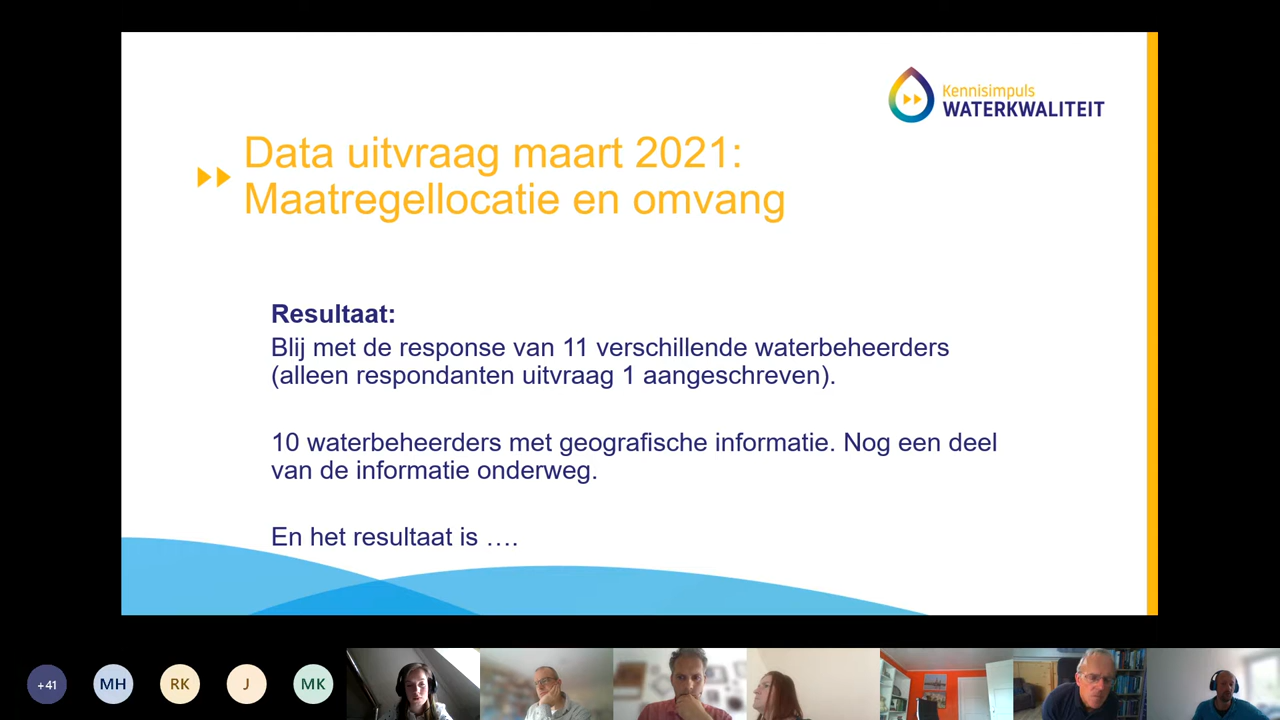 Kennisimpuls
WATERKWALITEIT
Data uitvraag maart 2021:
Maatregellocatie en omvang
Resultaat:
Blij met de response van 11 verschillende waterbeheerders
(alleen respondanten uitvraag 1 aangeschreven).
10 waterbeheerders met geografische informatie. Nog een deel
van de informatie onderweg.
En het resultaat is ….
+41 MH RK J MK